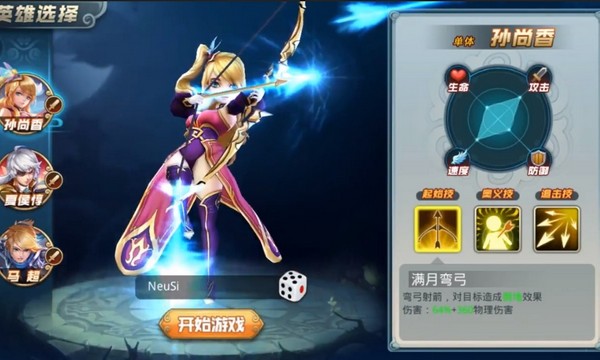 英雄选择
孙尚香
夏侯惇
马超
NeuSi
开始游戏
单体 孙尚香
生命 攻击
速度 防御
起始技 奥义技 追击技
满月弯弓
弯弓射箭，对目标造成 效果
伤害： 物理伤害